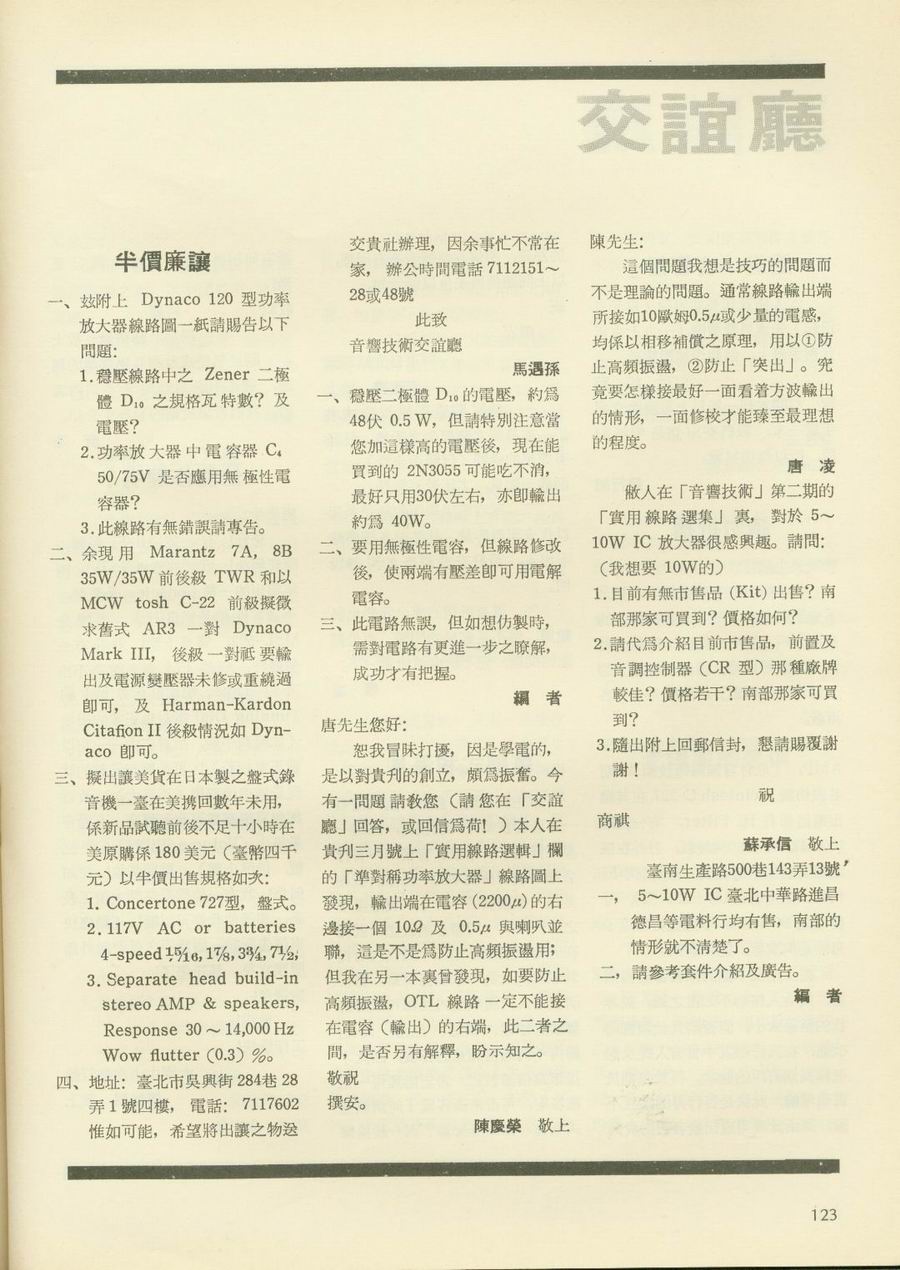 交誼廳
半價廉讓
一、玆附上 Dynaco 120 型功率
放大器線路圖一紙請賜告以下
問題:
1.穩壓線路中之 Zener 二極
體 D₁₀ 之規格瓦特數? 及
電壓?
2.功率放大器中電容器 C₄
50/75V 是否應用無極性電
容器?
3.此線路有無錯誤請專告。
二、余現用 Marantz 7A, 8B
35W/35W 前後級 TWR 和以
MCW tosh C-22 前級擬徵
求舊式 AR3 一對 Dynaco
Mark III, 後級一對祗要輸
出及電源變壓器未修或重繞過
卽可, 及 Harman-Kardon
Citafion II 後級情況如 Dyn-
aco 卽可。
三、擬出讓美貨在日本製之盤式錄
音機一臺在美携回數年未用,
係新品試聽前後不足十小時在
美原購係 180 美元（臺幣四千
元）以半價出售規格如次:
1. Concertone 727型, 盤式。
2. 117V AC or batteries
4-speed 15⁄16, 1⅞, 3¾, 7½,
3. Separate head build-in
stereo AMP & speakers,
Response 30 ～ 14,000 Hz
Wow flutter (0.3) %。
四、地址: 臺北市吳興街 284巷 28
弄 1 號四樓, 電話: 7117602
惟如可能, 希望將出讓之物送
交貴社辦理, 因余事忙不常在
家, 辦公時間電話 7112151～
28或48號
此致
音響技術交誼廳
馬遇孫
一、穩壓二極體 D₁₀ 的電壓, 約爲
48伏 0.5 W, 但請特別注意當
您加這樣高的電壓後, 現在能
買到的 2N3055 可能吃不消,
最好只用30伏左右, 亦卽輸出
約爲 40W。
二、要用無極性電容, 但線路修改
後, 使兩端有壓差卽可用電解
電容。
三、此電路無誤, 但如想仿製時,
需對電路有更進一步之瞭解,
成功才有把握。
編 者
唐先生您好:
恕我冒昧打擾, 因是學電的,
是以對貴刋的創立, 頗爲振奮。今
有一問題請敎您（請您在「交誼
廳」回答, 或回信爲荷! ）本人在
貴刋三月號上「實用線路選輯」欄
的「準對稱功率放大器」線路圖上
發現, 輸出端在電容 (2200μ) 的右
邊接一個 10Ω 及 0.5μ 與喇叭並
聯, 這是不是爲防止高頻振盪用;
但我在另一本裏曾發現, 如要防止
高頻振盪, OTL 線路一定不能接
在電容（輸出）的右端, 此二者之
間, 是否另有解釋, 盼示知之。
敬祝
撰安。
陳慶榮 敬上
陳先生:
這個問題我想是技巧的問題而
不是理論的問題。通常線路輸出端
所接如10歐姆0.5μ或少量的電感,
均係以相移補償之原理, 用以①防
止高頻振盪, ②防止「突出」。究
竟要怎樣接最好一面看着方波輸出
的情形, 一面修校才能臻至最理想
的程度。
唐 凌
敝人在「音響技術」第二期的
「實用線路選集」裏, 對於 5～
10W IC 放大器很感興趣。請問:
（我想要 10W的）
1.目前有無市售品 (Kit) 出售? 南
部那家可買到? 價格如何?
2.請代爲介紹目前市售品, 前置及
音調控制器（CR 型）那種廠牌
較佳? 價格若干? 南部那家可買
到?
3.隨出附上回郵信封, 懇請賜覆謝
謝!
祝
商祺
蘇承信 敬上
臺南生產路500巷143弄13號
一, 5～10W IC 臺北中華路進昌
德昌等電料行均有售, 南部的
情形就不清楚了。
二, 請參考套件介紹及廣告。
編 者
123